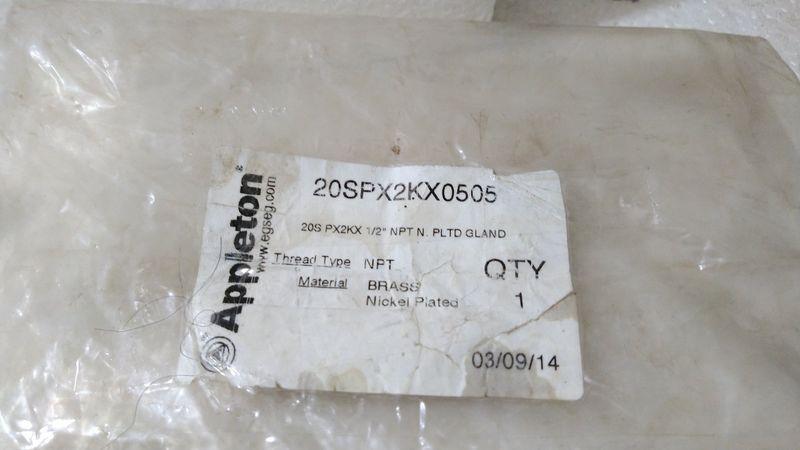 Appleton
www.egseg.com
20SPX2KX0505
20S PX2KX 1/2" NPT N. PLTD GLAND
Thread Type NPT
Material BRASS
Nickel Plated
QTY
1
03/09/14